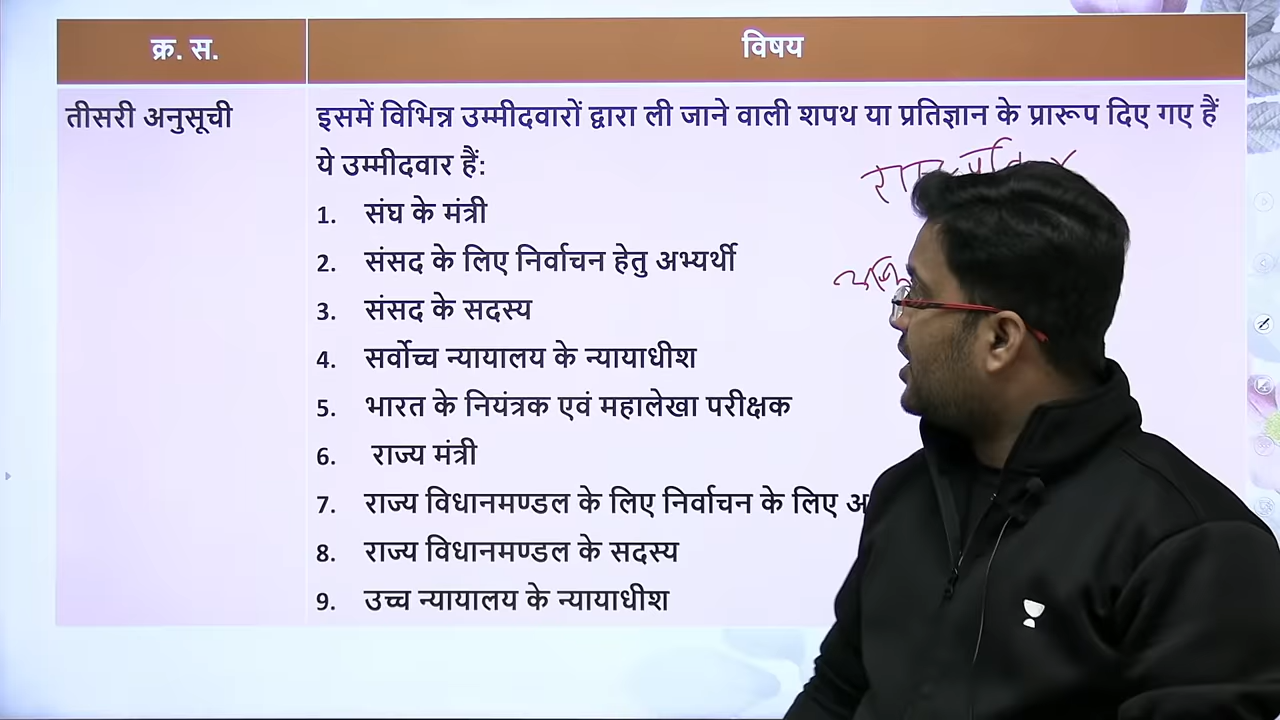 क्र. स.
विषय
तीसरी अनुसूची
इसमें विभिन्न उम्मीदवारों द्वारा ली जाने वाली शपथ या प्रतिज्ञान के प्रारूप दिए गए हैं
ये उम्मीदवार हैं:
1. संघ के मंत्री
2. संसद के लिए निर्वाचन हेतु अभ्यर्थी
3. संसद के सदस्य
4. सर्वोच्च न्यायालय के न्यायाधीश
5. भारत के नियंत्रक एवं महालेखा परीक्षक
6. राज्य मंत्री
7. राज्य विधानमण्डल के लिए निर्वाचन के लिए
8. राज्य विधानमण्डल के सदस्य
9. उच्च न्यायालय के न्यायाधीश